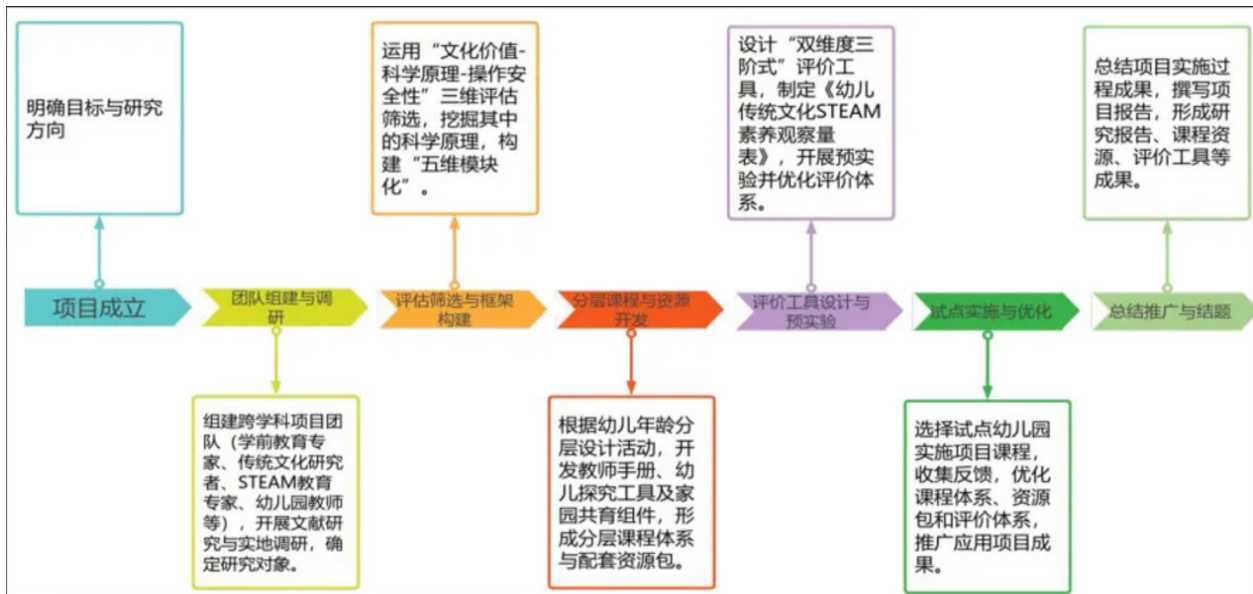 明确目标与研究
方向
运用“文化价值-
科学原理-操作安
全性”三维评估
筛选，挖掘其中
的科学原理，构
建“五维模块
化”。
设计“双维度三
阶式”评价工
具，制定《幼儿
传统文化STEAM
素养观察量
表》，开展预实
验并优化评价体
系。
总结项目实施过
程成果，撰写项
目报告，形成研
究报告、课程资
源、评价工具等
成果。
项目成立
团队组建与调
研
评估筛选与框架
构建
分层课程与资源
开发
评价工具设计与
预实验
试点实施与优化
总结推广与结题
组建跨学科项目团
队（学前教育专
家、传统文化研究
者、STEAM教育
专家、幼儿园教师
等），开展文献研
究与实地调研，确
定研究对象。
根据幼儿年龄分
层设计活动，开
发教师手册、幼
儿探究工具及家
园共育组件，形
成分层课程体系
与配套资源包。
选择试点幼儿园
实施项目课程，
收集反馈，优化
课程体系、资源
包和评价体系，
推广应用项目成
果。